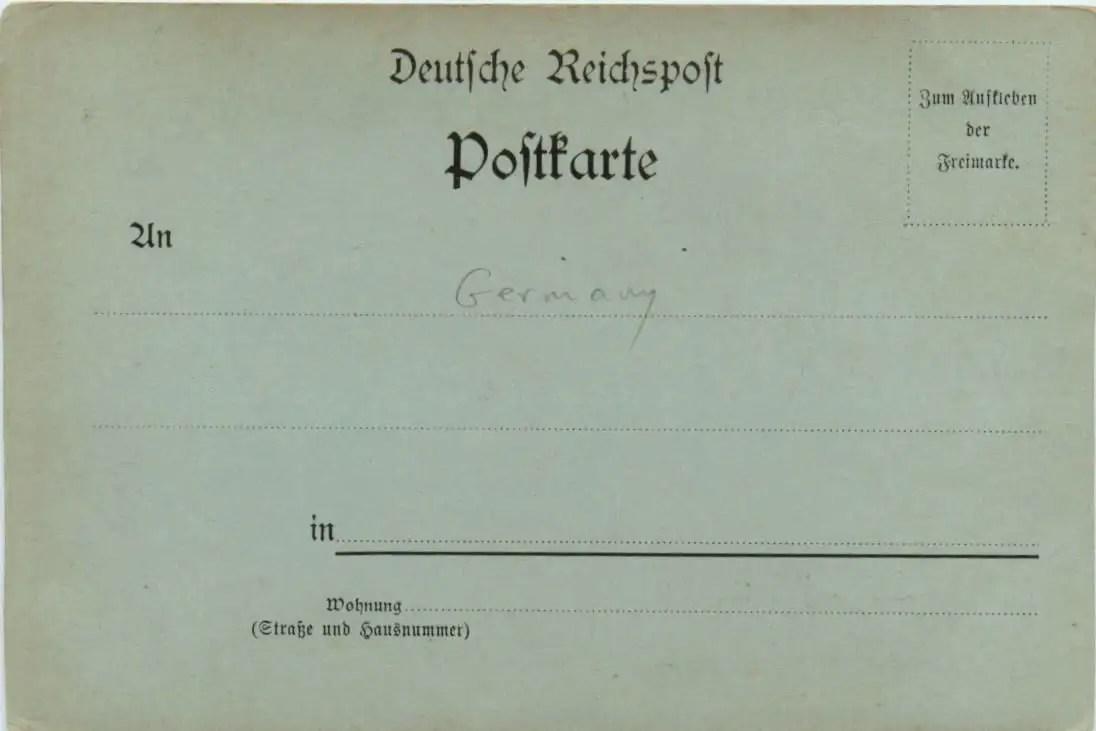 Deutſche Reichspoſt
Zum Aufkleben
der
Freimarke.
Poſtkarte
An
Germany
in
Wohnung
(Straße und Hausnummer)